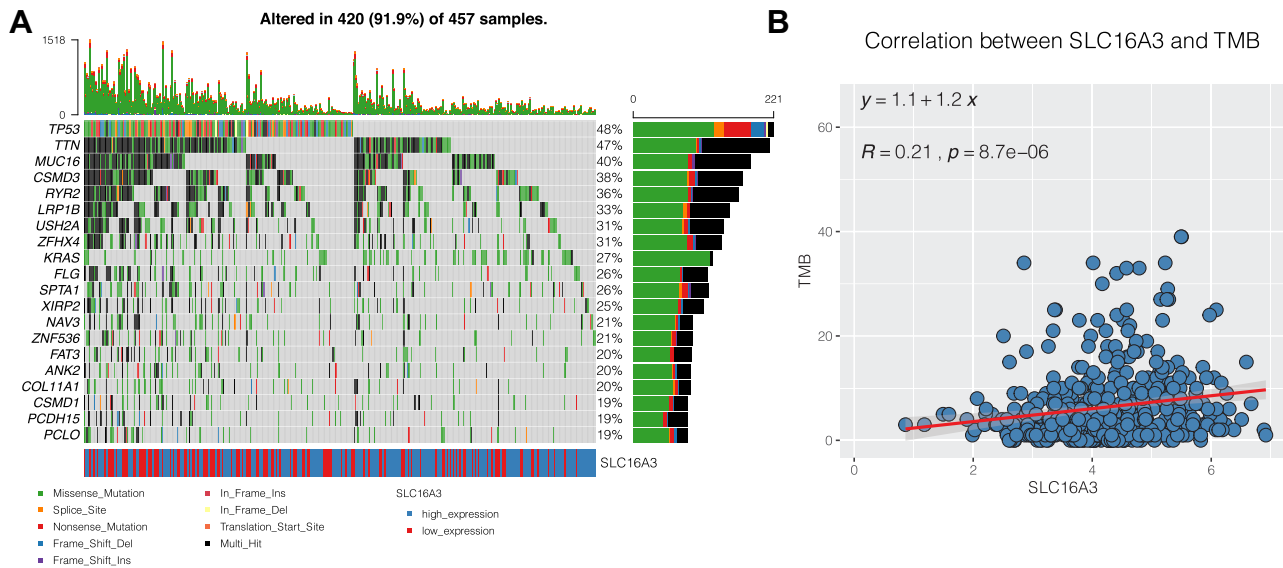 A
Altered in 420 (91.9%) of 457 samples.
1518
0
TP53 48%
TTN 47%
MUC16 40%
CSMD3 38%
RYR2 36%
LRP1B 33%
USH2A 31%
ZFHX4 31%
KRAS 27%
FLG 26%
SPTA1 26%
XIRP2 25%
NAV3 21%
ZNF536 21%
FAT3 20%
ANK2 20%
COL11A1 20%
CSMD1 19%
PCDH15 19%
PCLO 19%
0 221
SLC16A3
Missense_Mutation
Splice_Site
Nonsense_Mutation
Frame_Shift_Del
Frame_Shift_Ins
In_Frame_Ins
In_Frame_Del
Translation_Start_Site
Multi_Hit
SLC16A3
high_expression
low_expression
B
Correlation between SLC16A3 and TMB
y = 1.1 + 1.2 x
R = 0.21 , p = 8.7e−06
60
40
20
0
TMB
0 2 4 6
SLC16A3